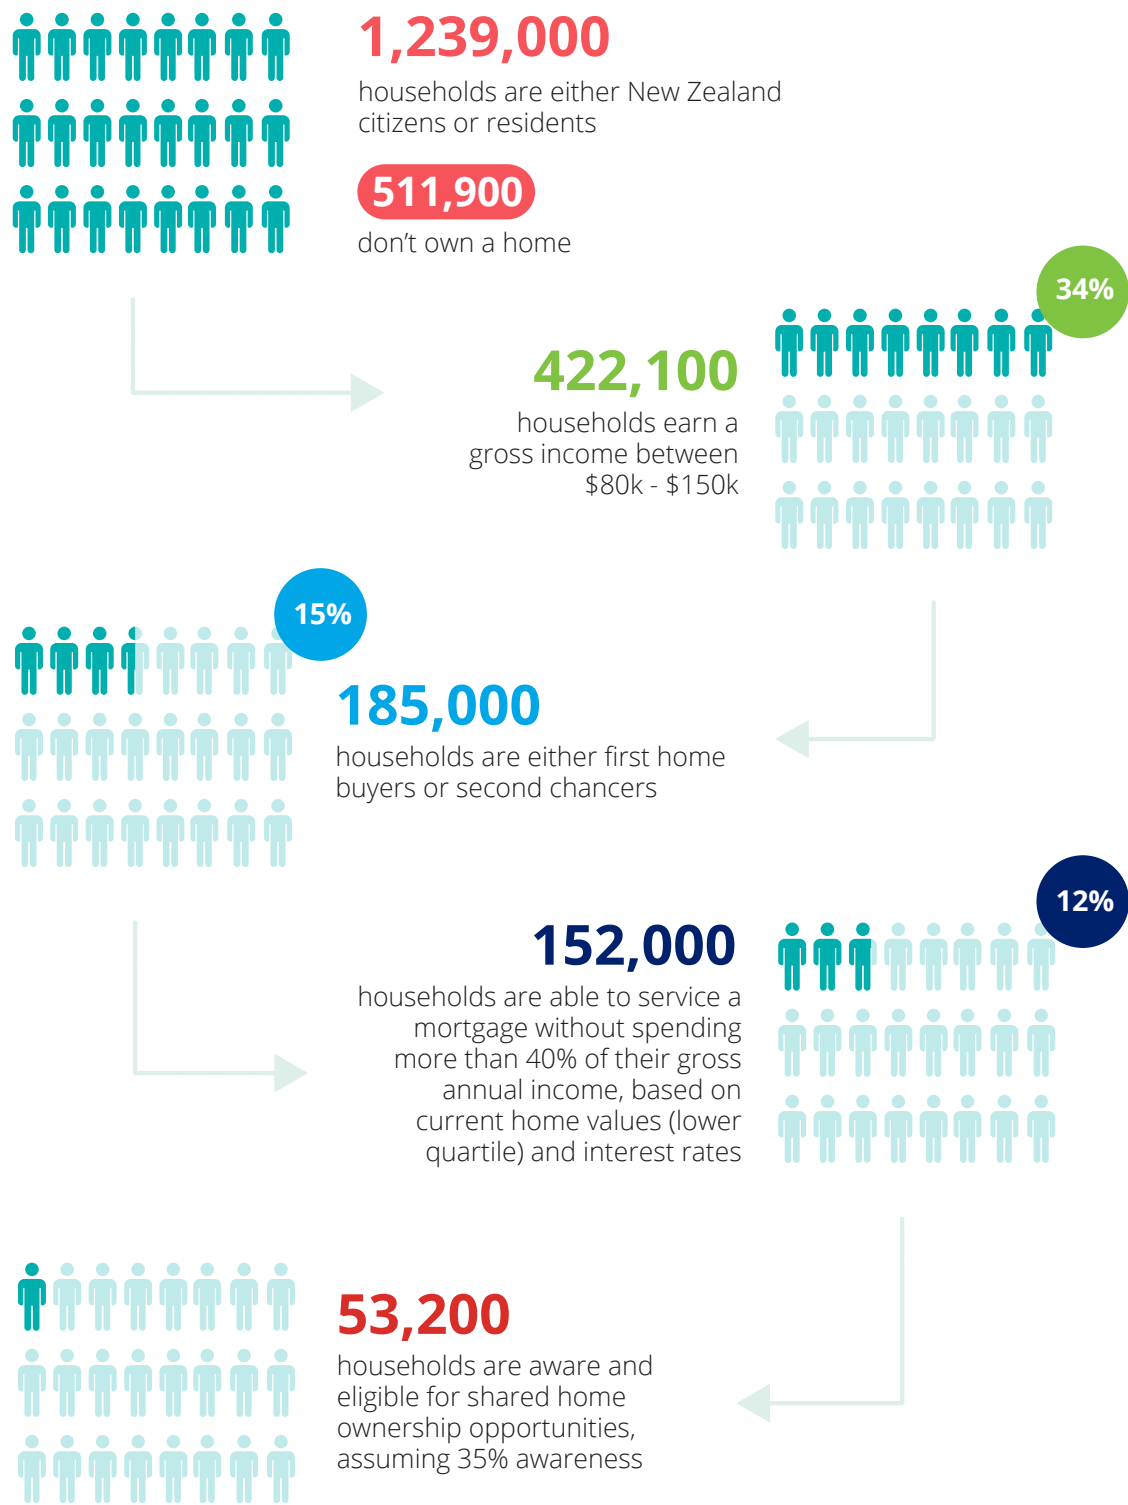 1,239,000
households are either New Zealand
citizens or residents
511,900
don’t own a home
34%
422,100
households earn a
gross income between
$80k - $150k
15%
185,000
households are either first home
buyers or second chancers
12%
152,000
households are able to service a
mortgage without spending
more than 40% of their gross
annual income, based on
current home values (lower
quartile) and interest rates
53,200
households are aware and
eligible for shared home
ownership opportunities,
assuming 35% awareness